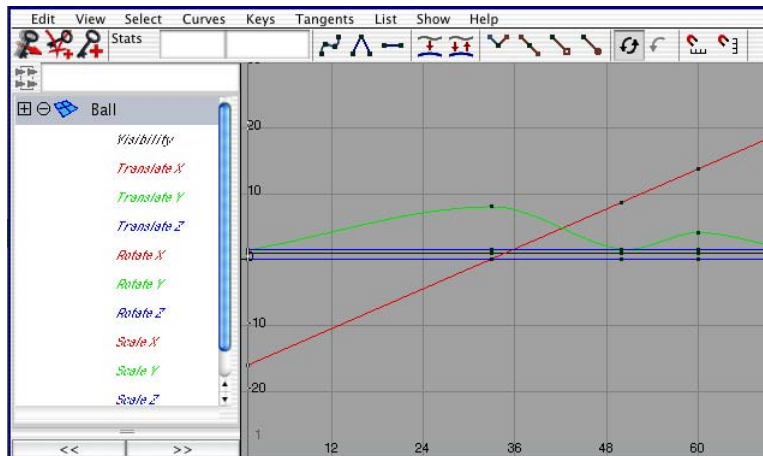 Edit View Select Curves Keys Tangents List Show Help
Stats
Ball
Visibility
Translate X
Translate Y
Translate Z
Rotate X
Rotate Y
Rotate Z
Scale X
Scale Y
Scale Z
20
10
0
-10
-20
1 12 24 36 48 60
<< >>